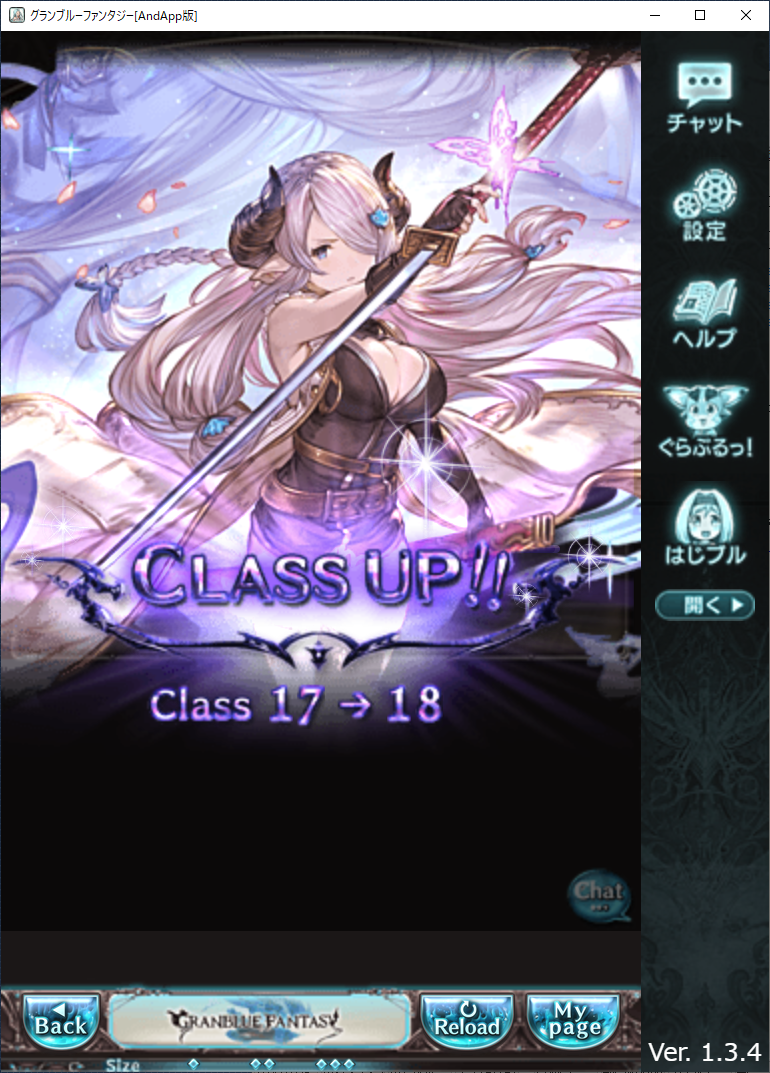 グランブルーファンタジー[AndApp版]
チャット
設定
ヘルプ
ぐらぶるっ!
はじブル
開く
CLASS UP!!
Class 17 → 18
Chat
Back
GRANBLUE FANTASY
Reload
My page
Size
Ver. 1.3.4